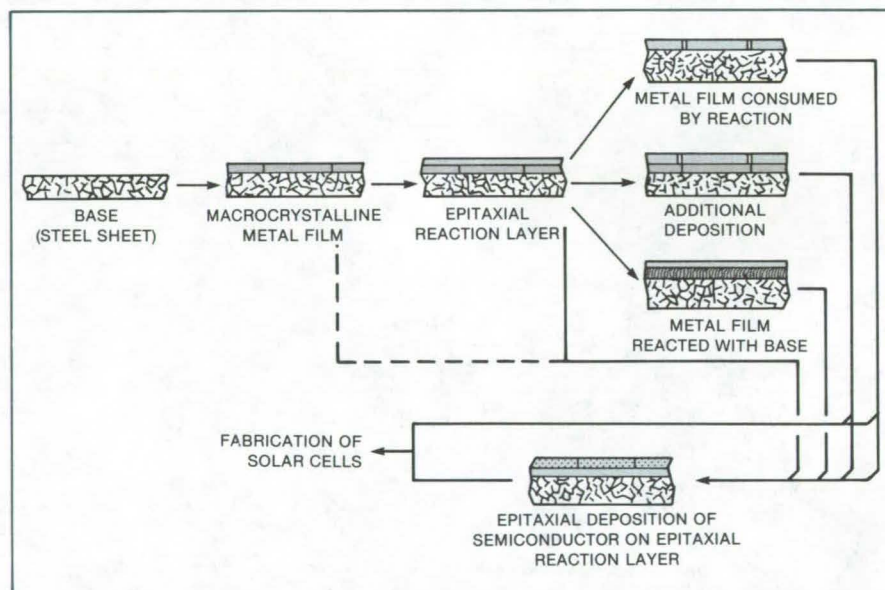 METAL FILM CONSUMED
BY REACTION
BASE
(STEEL SHEET)
MACROCRYSTALLINE
METAL FILM
EPITAXIAL
REACTION LAYER
ADDITIONAL
DEPOSITION
METAL FILM
REACTED WITH BASE
FABRICATION OF
SOLAR CELLS
EPITAXIAL DEPOSITION OF
SEMICONDUCTOR ON EPITAXIAL
REACTION LAYER